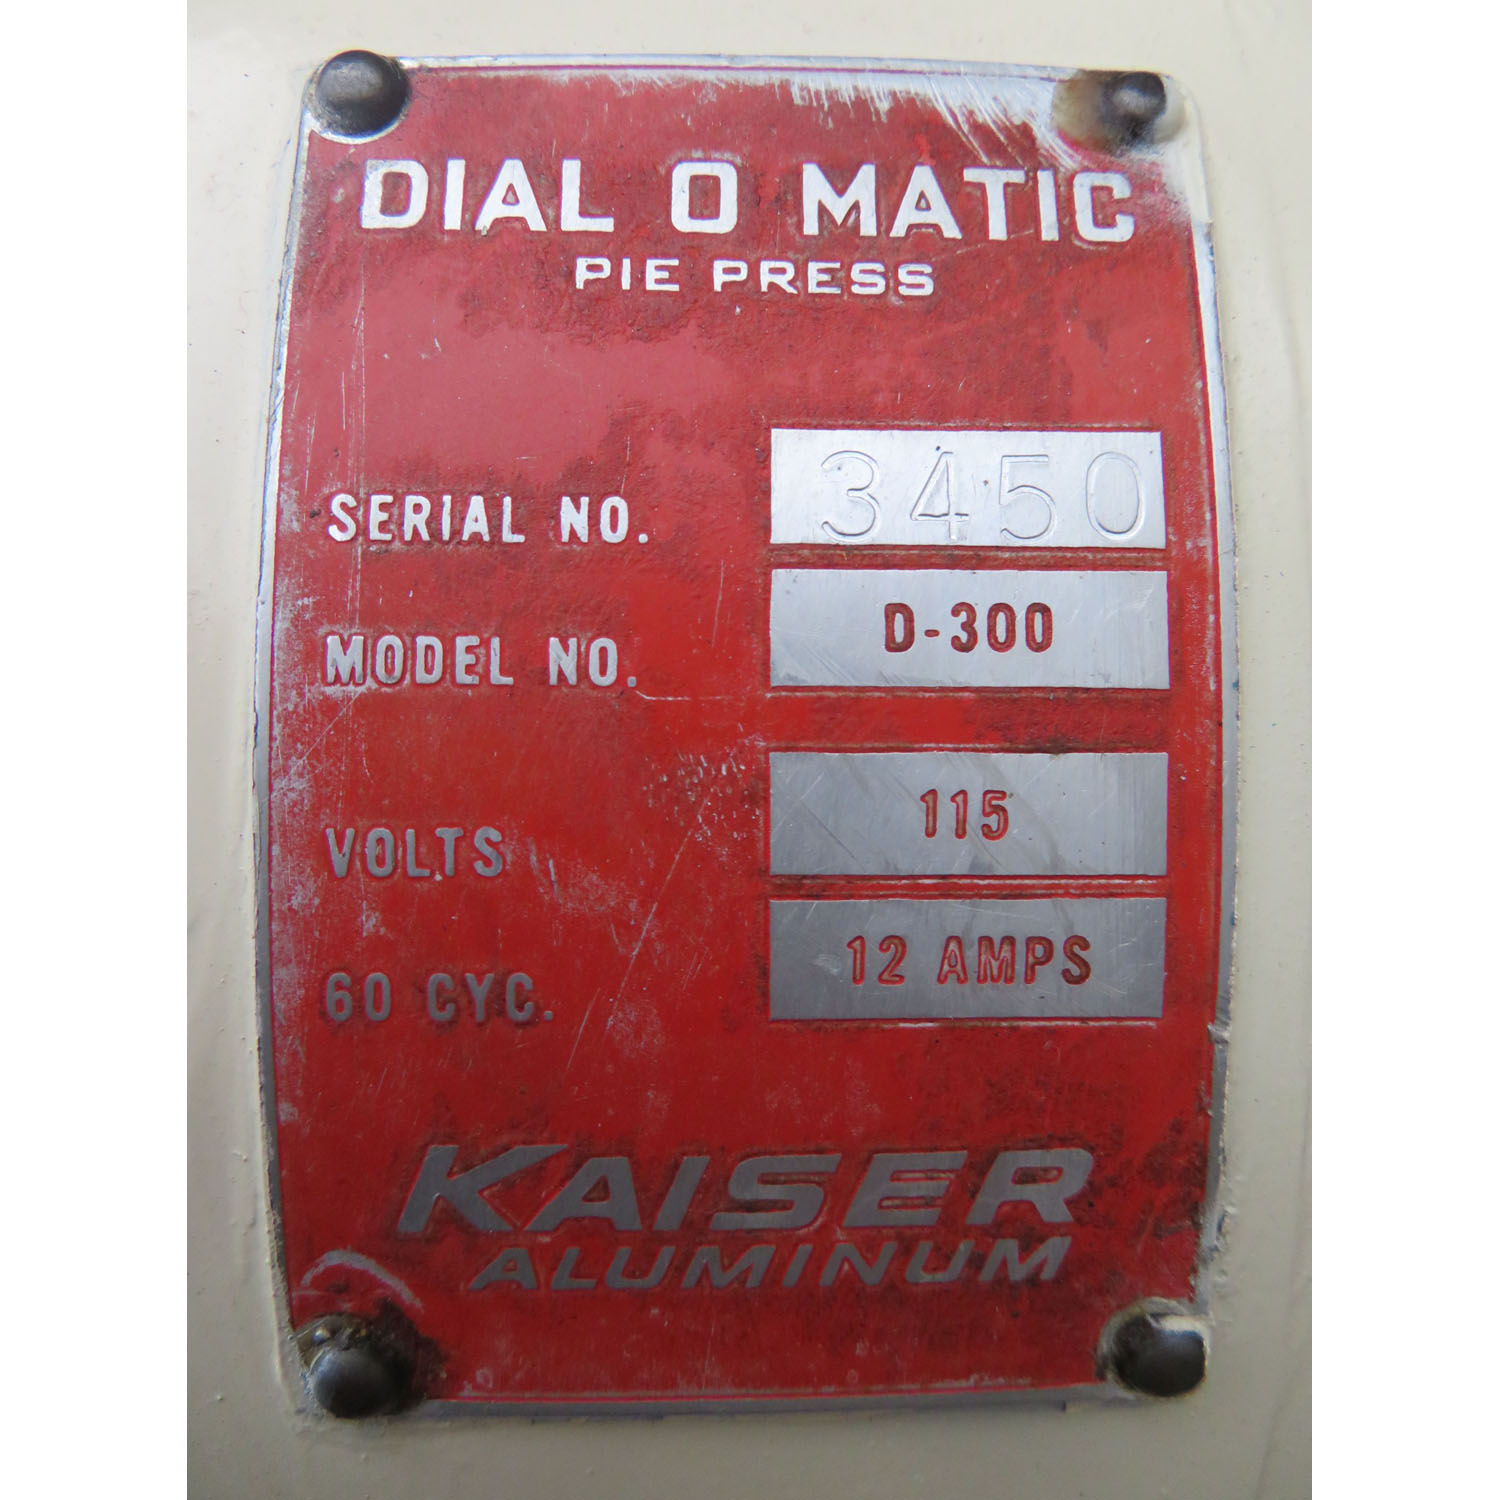 DIAL O MATIC
PIE PRESS
SERIAL NO. 3450
MODEL NO. D-300
VOLTS 115
60 CYC. 12 AMPS
KAISER
ALUMINUM